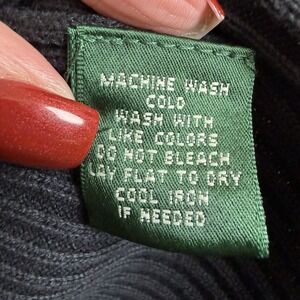 MACHINE WASH
COLD
WASH WITH
LIKE COLORS
DO NOT BLEACH
LAY FLAT TO DRY
COOL IRON
IF NEEDED